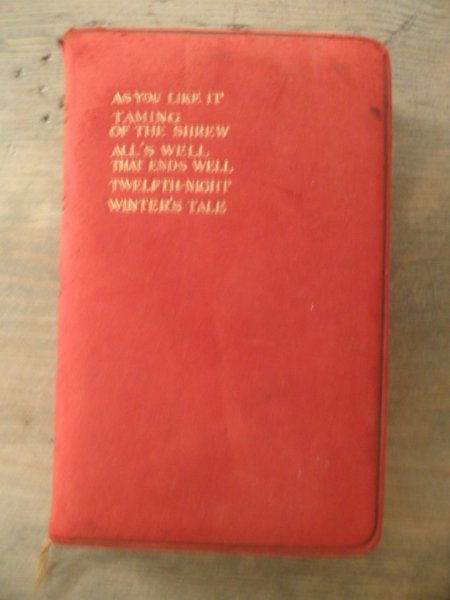 AS YOU LIKE IT
TAMING
OF THE SHREW
ALL'S WELL
THAT ENDS WELL
TWELFTH-NIGHT
WINTER'S TALE